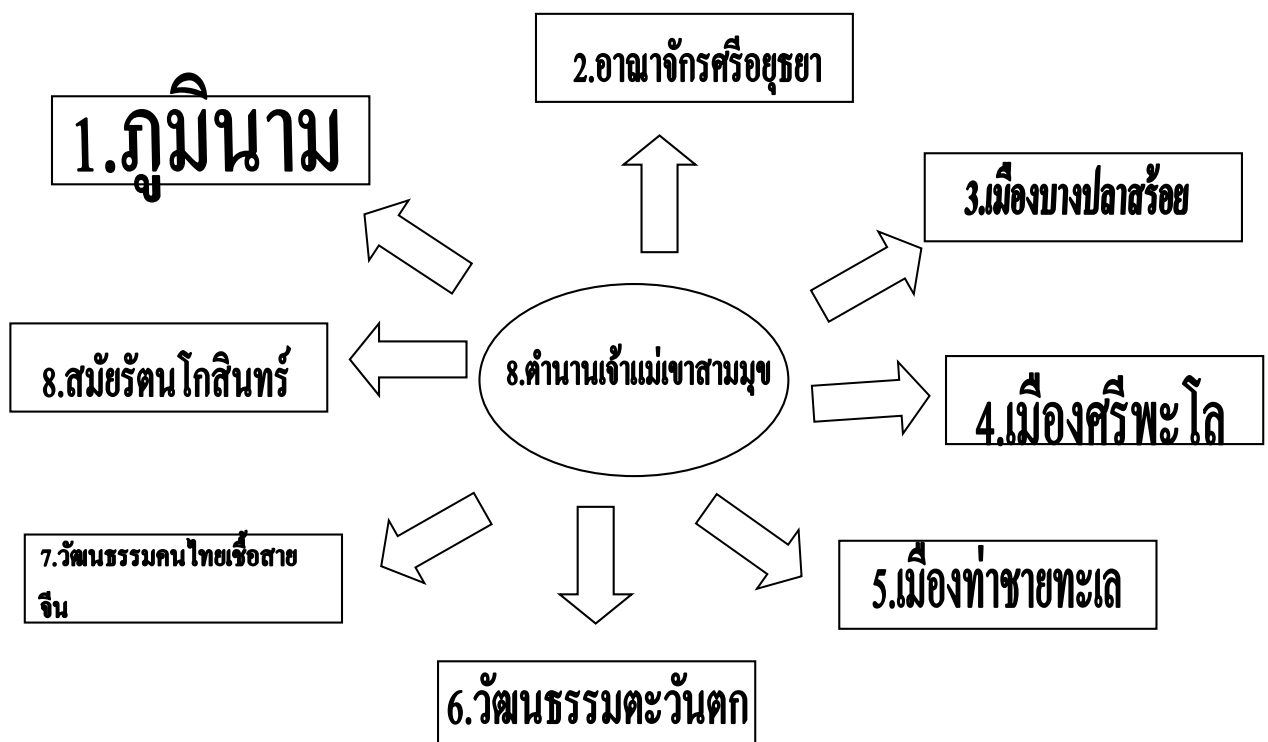 1.ภูมินาม
2.อาณาจักรศรีอยุธยา
3.เมืองบางปลาสร้อย
4.เมืองศรีพะโล
5.เมืองท่าชายทะเล
6.วัฒนธรรมตะวันตก
7.วัฒนธรรมคนไทยเชื้อสาย
จีน
8.สมัยรัตนโกสินทร์
8.ตำนานเจ้าแม่เขาสามมุข